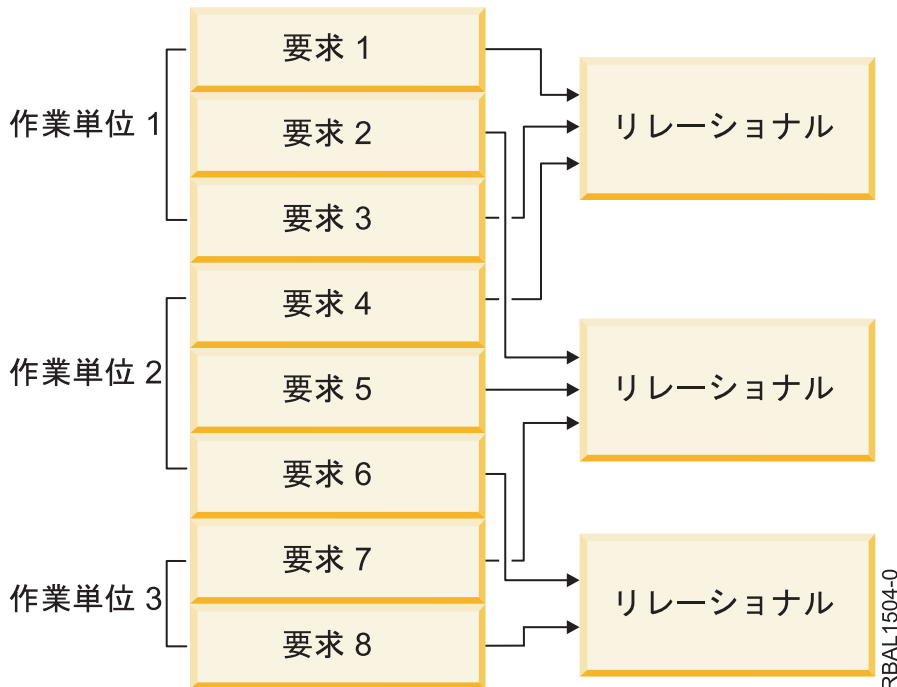 作業単位 1
要求 1
要求 2
要求 3
作業単位 2
要求 4
要求 5
要求 6
作業単位 3
要求 7
要求 8
リレーショナル
リレーショナル
リレーショナル
RBAL1504-0